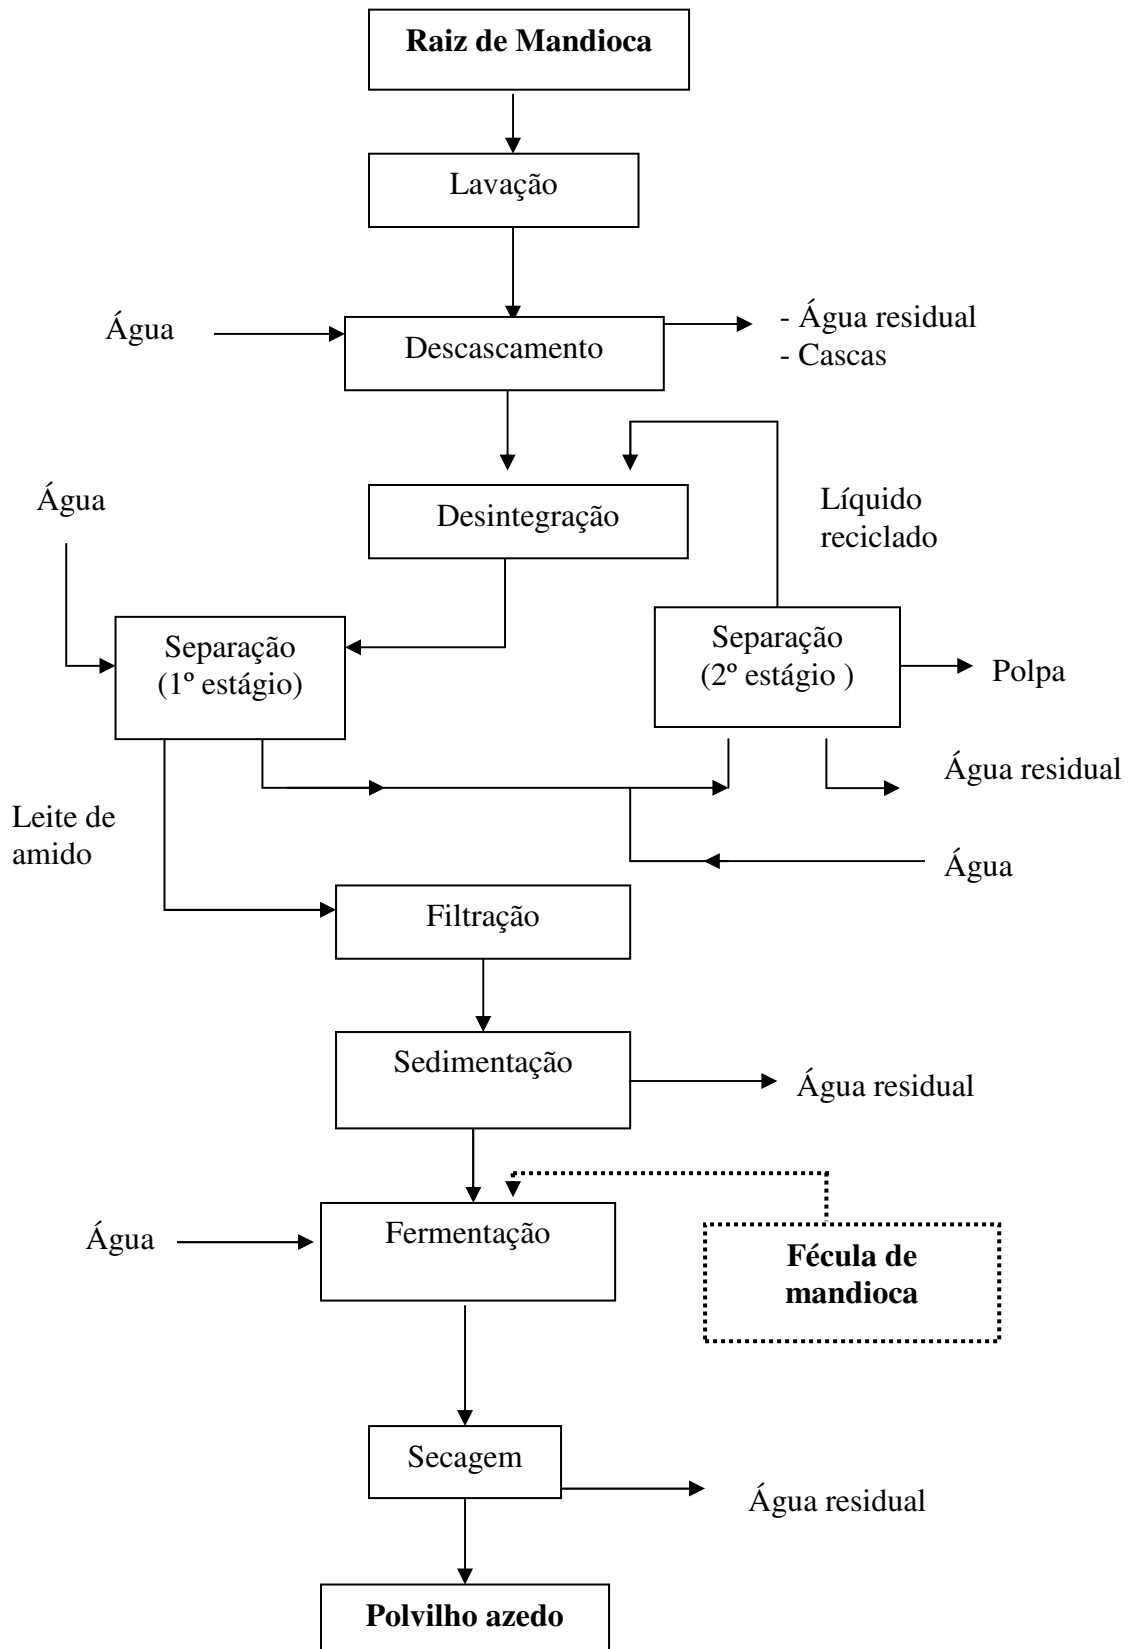 Raiz de Mandioca
Lavação
Água
Descascamento
- Água residual
- Cascas
Água
Desintegração
Líquido
reciclado
Separação
(1º estágio)
Separação
(2º estágio )
Polpa
Água residual
Leite de
amido
Água
Filtração
Sedimentação
Água residual
Água
Fermentação
Fécula de
mandioca
Secagem
Água residual
Polvilho azedo